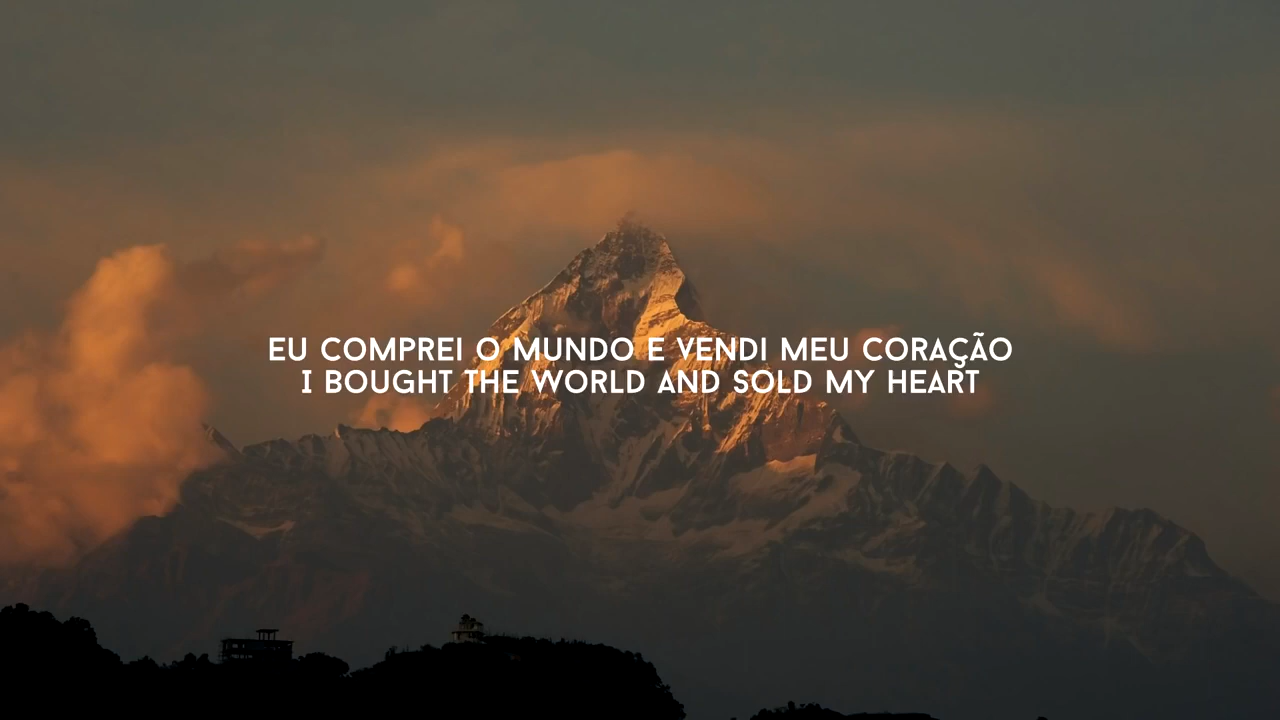 EU COMPREI O MUNDO E VENDI MEU CORAÇÃO
I BOUGHT THE WORLD AND SOLD MY HEART